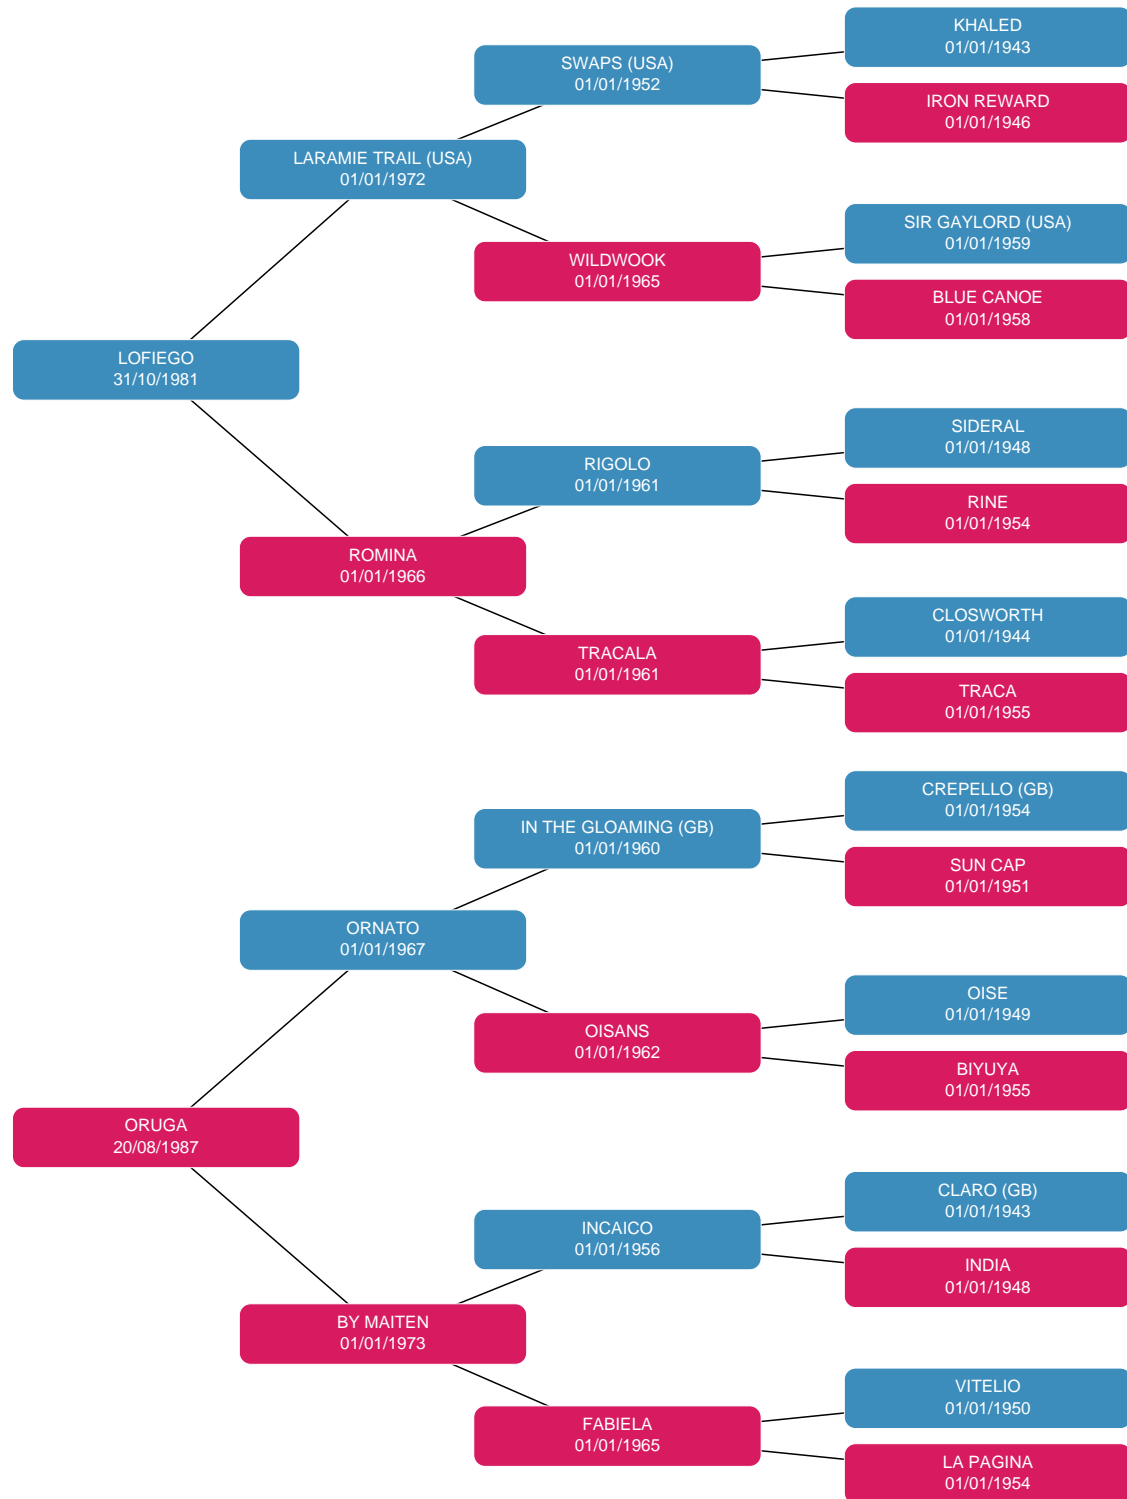 KHALED
01/01/1943
SWAPS (USA)
01/01/1952
IRON REWARD
01/01/1946
LARAMIE TRAIL (USA)
01/01/1972
SIR GAYLORD (USA)
01/01/1959
WILDWOOK
01/01/1965
BLUE CANOE
01/01/1958
LOFIEGO
31/10/1981
SIDERAL
01/01/1948
RIGOLO
01/01/1961
RINE
01/01/1954
ROMINA
01/01/1966
CLOSWORTH
01/01/1944
TRACALA
01/01/1961
TRACA
01/01/1955
CREPELLO (GB)
01/01/1954
IN THE GLOAMING (GB)
01/01/1960
SUN CAP
01/01/1951
ORNATO
01/01/1967
OISE
01/01/1949
OISANS
01/01/1962
BIYUYA
01/01/1955
ORUGA
20/08/1987
CLARO (GB)
01/01/1943
INCAICO
01/01/1956
INDIA
01/01/1948
BY MAITEN
01/01/1973
VITELIO
01/01/1950
FABIELA
01/01/1965
LA PAGINA
01/01/1954